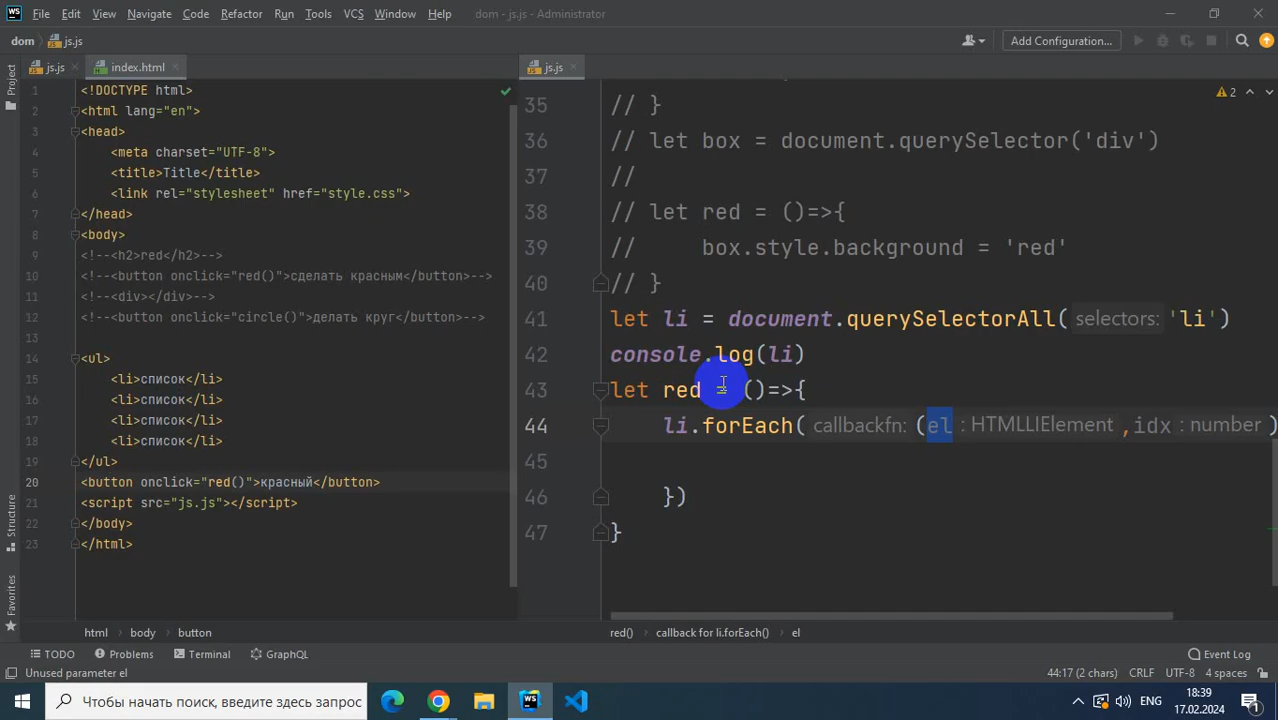 WS File Edit View Navigate Code Refactor Run Tools VCS Window Help dom - js.js - Administrator
dom js.js Add Configuration...
js.js index.html js.js
Project
1 <!DOCTYPE html>
2 <html lang="en">
3 <head>
4 <meta charset="UTF-8">
5 <title>Title</title>
6 <link rel="stylesheet" href="style.css">
7 </head>
8 <body>
9 <!--<h2>red</h2>-->
10 <!--<button onclick="red()">сделать красным</button>-->
11 <!--<div></div>-->
12 <!--<button onclick="circle()">делать круг</button>-->
13
14 <ul>
15 <li>список</li>
16 <li>список</li>
17 <li>список</li>
18 <li>список</li>
19 </ul>
20 <button onclick="red()">красный</button>
21 <script src="js.js"></script>
22 </body>
23 </html>
2
35 // }
36 // let box = document.querySelector('div')
37 //
38 // let red = ()=>{
39 // box.style.background = 'red'
40 // }
41 let li = document.querySelectorAll( selectors: 'li')
42 console.log(li)
43 let red = ()=>{
44 li.forEach( callbackfn: (el : HTMLLIElement ,idx : number )
45
46 })
47 }
Structure
Favorites
html body button
red() callback for li.forEach() el
TODO Problems Terminal GraphQL Event Log
Unused parameter el 44:17 (2 chars) CRLF UTF-8 4 spaces
Чтобы начать поиск, введите здесь запрос
WS
ENG
18:39
17.02.2024
1